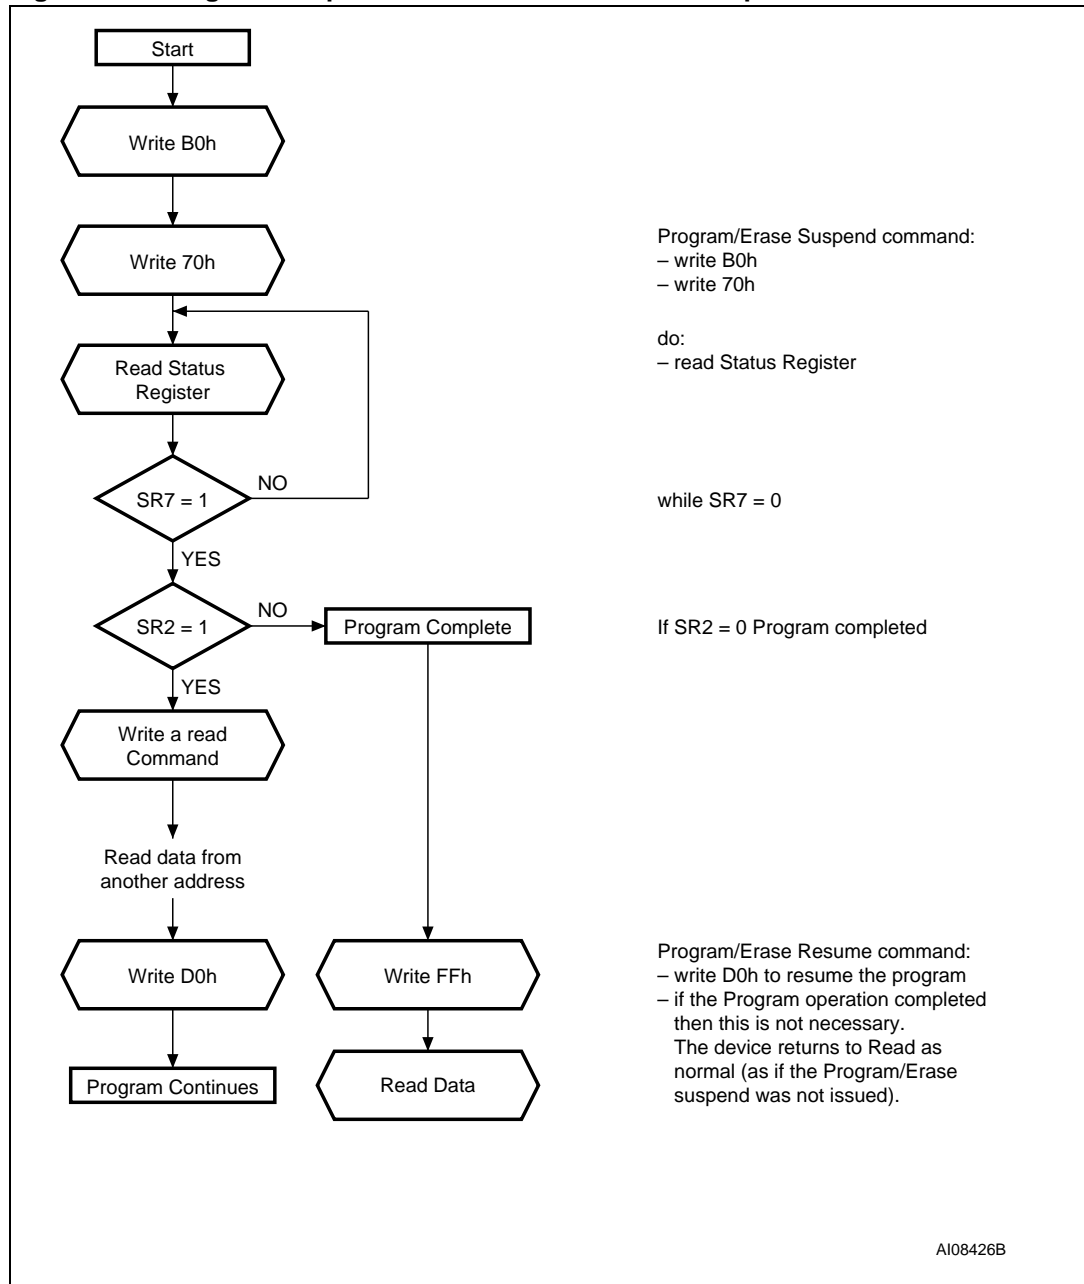 Start
Write B0h
Write 70h
Program/Erase Suspend command:
– write B0h
– write 70h
do:
– read Status Register
Read Status
Register
NO
SR7 = 1
while SR7 = 0
YES
NO
SR2 = 1
Program Complete
If SR2 = 0 Program completed
YES
Write a read
Command
Read data from
another address
Write D0h
Write FFh
Program/Erase Resume command:
– write D0h to resume the program
– if the Program operation completed
then this is not necessary.
The device returns to Read as
normal (as if the Program/Erase
suspend was not issued).
Program Continues
Read Data
AI08426B